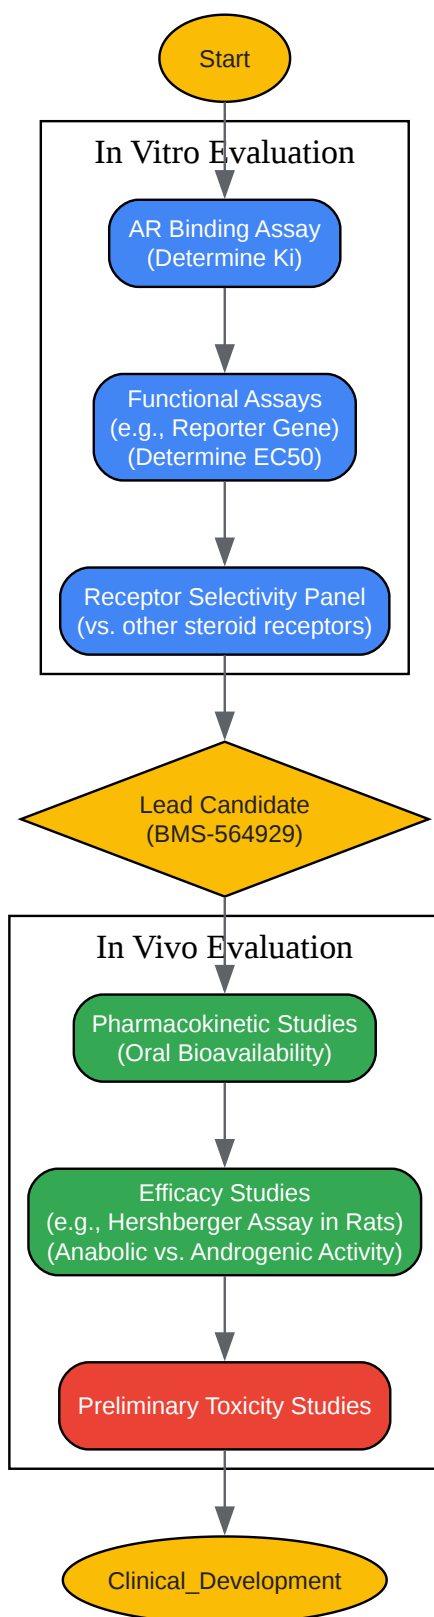 Start
In Vitro Evaluation
AR Binding Assay
(Determine Ki)
Functional Assays
(e.g., Reporter Gene)
(Determine EC50)
Receptor Selectivity Panel
(vs. other steroid receptors)
Lead Candidate
(BMS-564929)
In Vivo Evaluation
Pharmacokinetic Studies
(Oral Bioavailability)
Efficacy Studies
(e.g., Hershberger Assay in Rats)
(Anabolic vs. Androgenic Activity)
Preliminary Toxicity Studies
Clinical_Development